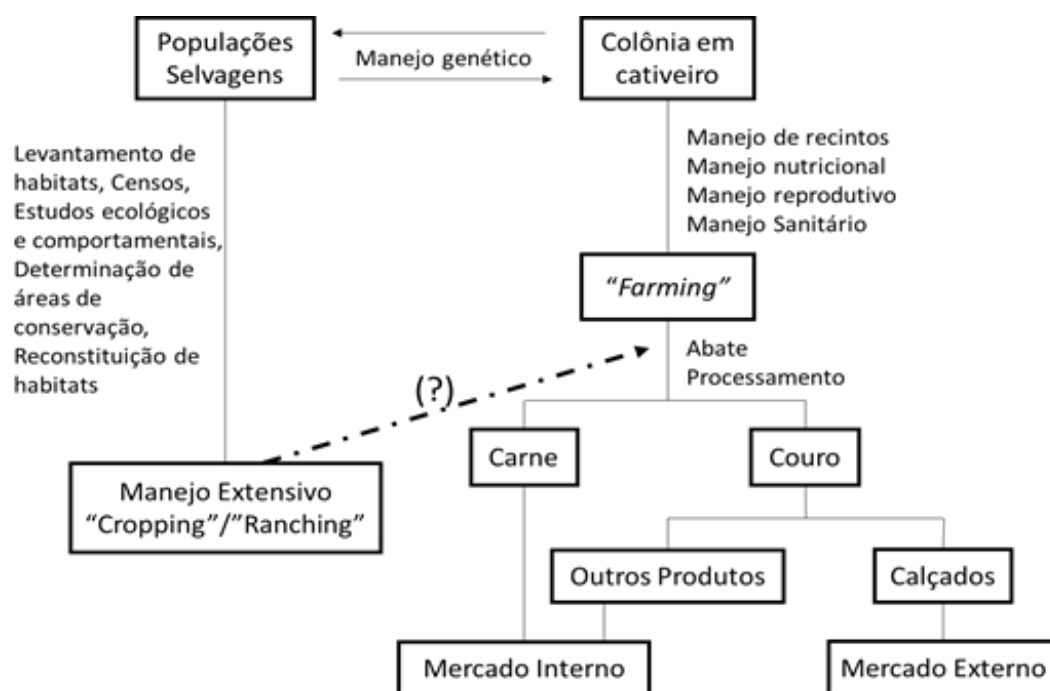 Populações
Selvagens
Manejo genético
Colônia em
cativeiro
Levantamento de
habitats, Censos,
Estudos ecológicos
e comportamentais,
Determinação de
áreas de
conservação,
Reconstituição de
habitats
Manejo de recintos
Manejo nutricional
Manejo reprodutivo
Manejo Sanitário
“Farming”
Abate
Processamento
(?)
Manejo Extensivo
“Cropping”/”Ranching”
Carne
Couro
Outros Produtos
Calçados
Mercado Interno
Mercado Externo